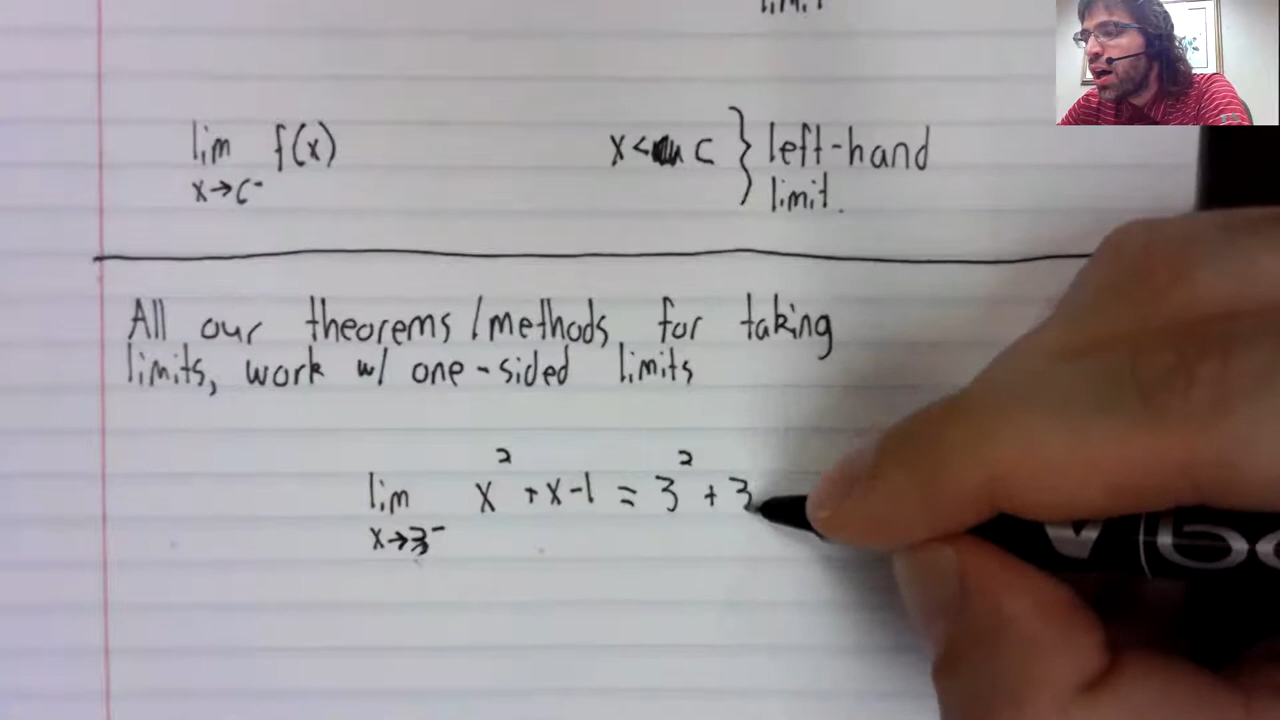 lim f(x) x< c } left-hand
x→c⁻ limit.
All our theorems /methods for taking
limits, work w/ one-sided limits
lim x² +x-1 = 3² + 3
x→3⁻